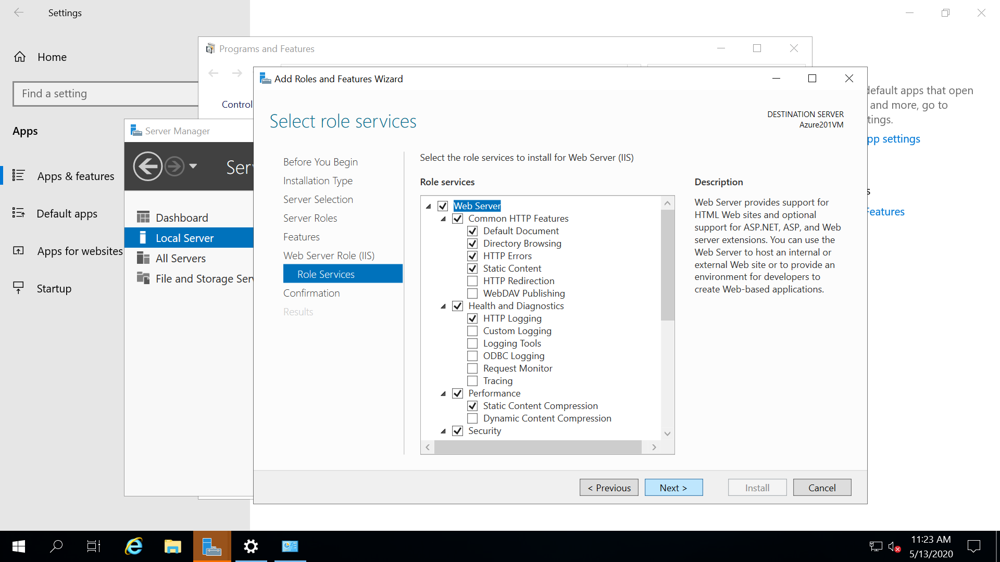 Settings
Home
Find a setting
Apps
Apps & features
Default apps
Apps for websites
Startup
Programs and Features
Control
Server Manager
Dashboard
Local Server
All Servers
File and Storage
Add Roles and Features Wizard
Select role services
DESTINATION SERVER
Azure201VM
Before You Begin
Installation Type
Server Selection
Server Roles
Features
Web Server Role (IIS)
Role Services
Confirmation
Results
Select the role services to install for Web Server (IIS)
Role services
Web Server
Common HTTP Features
Default Document
Directory Browsing
HTTP Errors
Static Content
HTTP Redirection
WebDAV Publishing
Health and Diagnostics
HTTP Logging
Custom Logging
Logging Tools
ODBC Logging
Request Monitor
Tracing
Performance
Static Content Compression
Dynamic Content Compression
Security
Description
Web Server provides support for
HTML Web sites and optional
support for ASP.NET, ASP, and Web
server extensions. You can use the
Web Server to host an internal or
external Web site or to provide an
environment for developers to
create Web-based applications.
< Previous
Next >
Install
Cancel
default apps that open
and more, go to
tings.
pp settings
s
Features
11:23 AM
5/13/2020